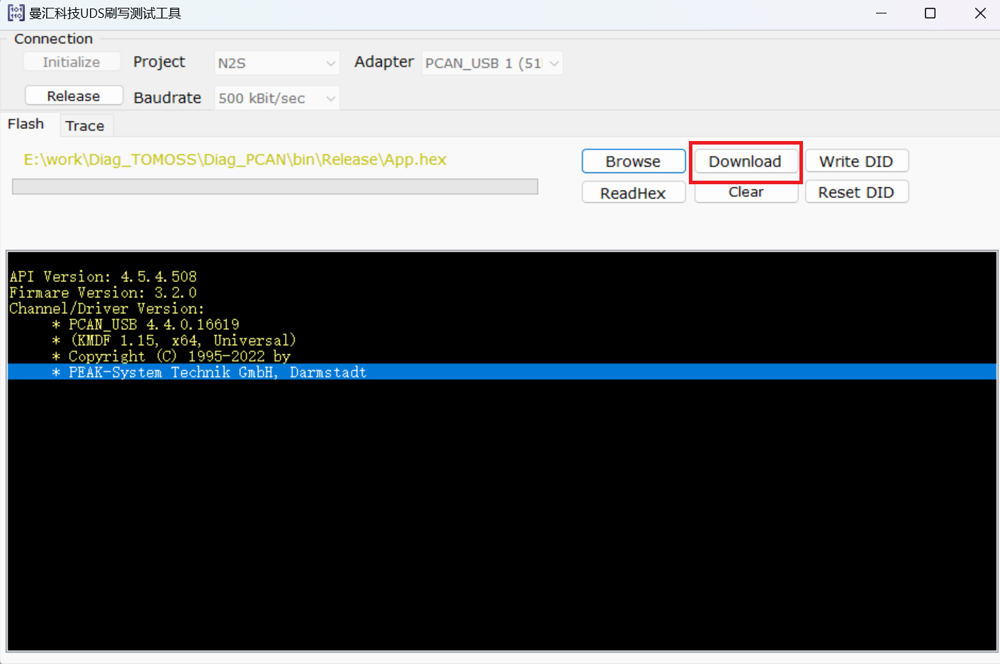 曼汇科技UDS刷写测试工具
Connection
Initialize Project N2S Adapter PCAN_USB 1 (51
Release Baudrate 500 kBit/sec
Flash Trace
E:\work\Diag_TOMOSS\Diag_PCAN\bin\Release\App.hex
Browse Download Write DID
ReadHex Clear Reset DID
API Version: 4.5.4.508
Firmare Version: 3.2.0
Channel/Driver Version:
* PCAN_USB 4.4.0.16619
* (KMDF 1.15, x64, Universal)
* Copyright (C) 1995-2022 by
* PEAK-System Technik GmbH, Darmstadt